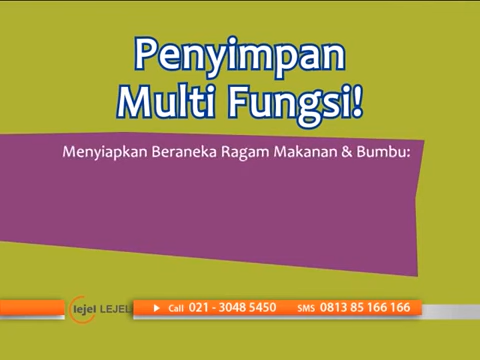 Penyimpan
Multi Fungsi!
Menyiapkan Beraneka Ragam Makanan & Bumbu:
lejel LEJEL
Call 021 - 3048 5450 SMS 0813 85 166 166